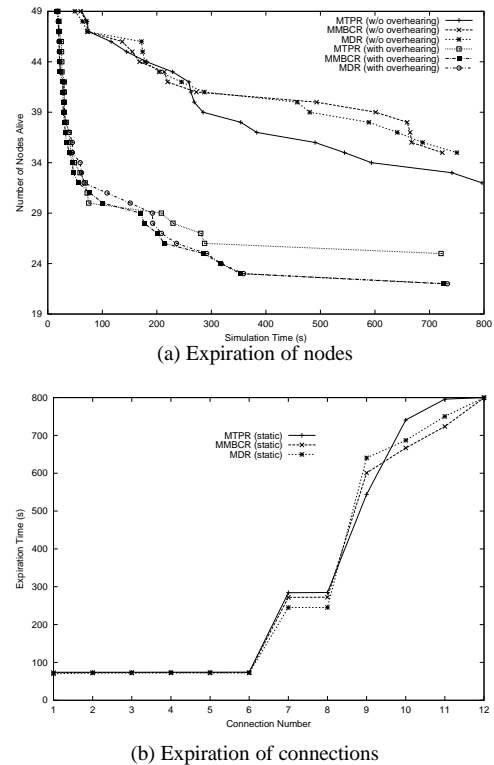 49
44
39
34
29
24
19
Number of Nodes Alive
MTPR (w/o overhearing)
MMBCR (w/o overhearing)
MDR (w/o overhearing)
MTPR (with overhearing)
MMBCR (with overhearing)
MDR (with overhearing)
0 100 200 300 400 500 600 700 800
Simulation Time (s)
(a) Expiration of nodes
800
700
600
500
400
300
200
100
0
Expiration Time (s)
MTPR (static)
MMBCR (static)
MDR (static)
1 2 3 4 5 6 7 8 9 10 11 12
Connection Number
(b) Expiration of connections